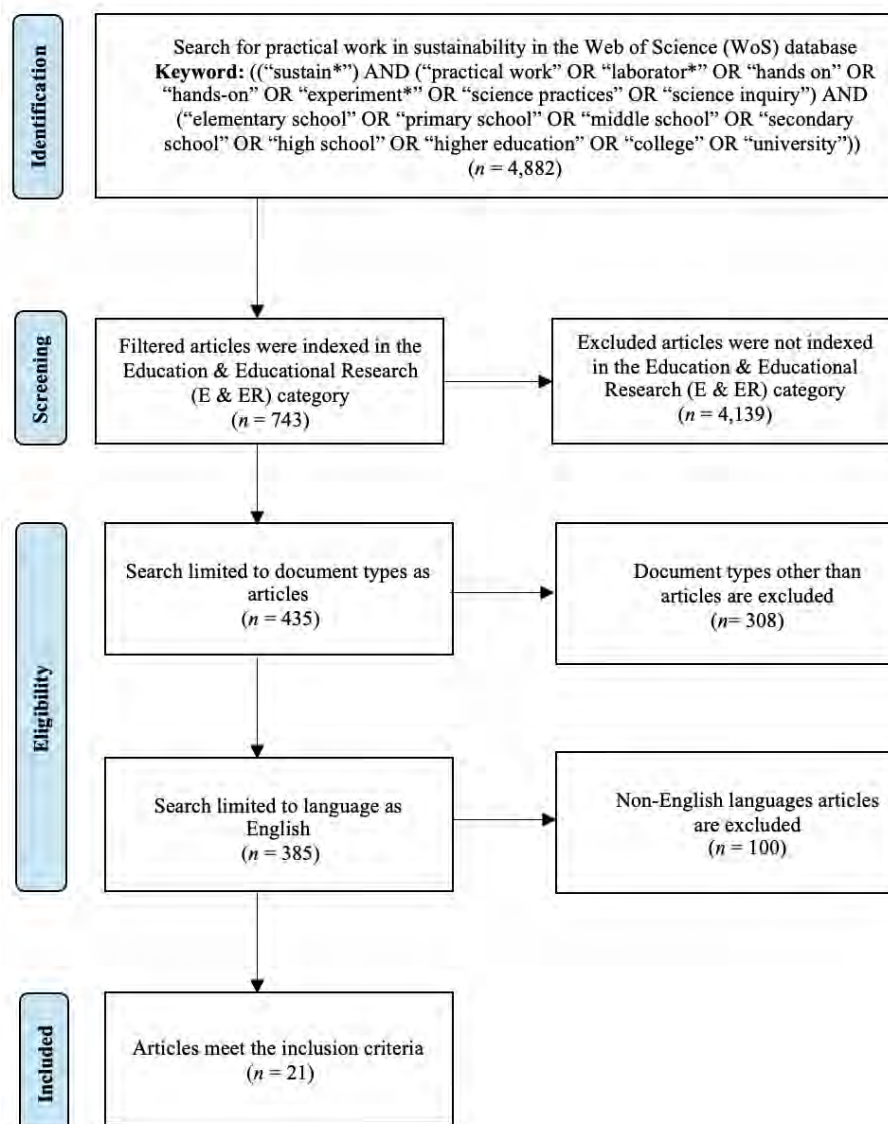 Identification
Search for practical work in sustainability in the Web of Science (WoS) database
Keyword: ((“sustain*”) AND (“practical work” OR “laborator*” OR “hands on” OR
“hands-on” OR “experiment*” OR “science practices” OR “science inquiry”) AND
(“elementary school” OR “primary school” OR “middle school” OR “secondary
school” OR “high school” OR “higher education” OR “college” OR “university”))
(n = 4,882)
Screening
Filtered articles were indexed in the
Education & Educational Research
(E & ER) category
(n = 743)
Excluded articles were not indexed
in the Education & Educational
Research (E & ER) category
(n = 4,139)
Eligibility
Search limited to document types as
articles
(n = 435)
Document types other than
articles are excluded
(n= 308)
Search limited to language as
English
(n = 385)
Non-English languages articles
are excluded
(n = 100)
Included
Articles meet the inclusion criteria
(n = 21)